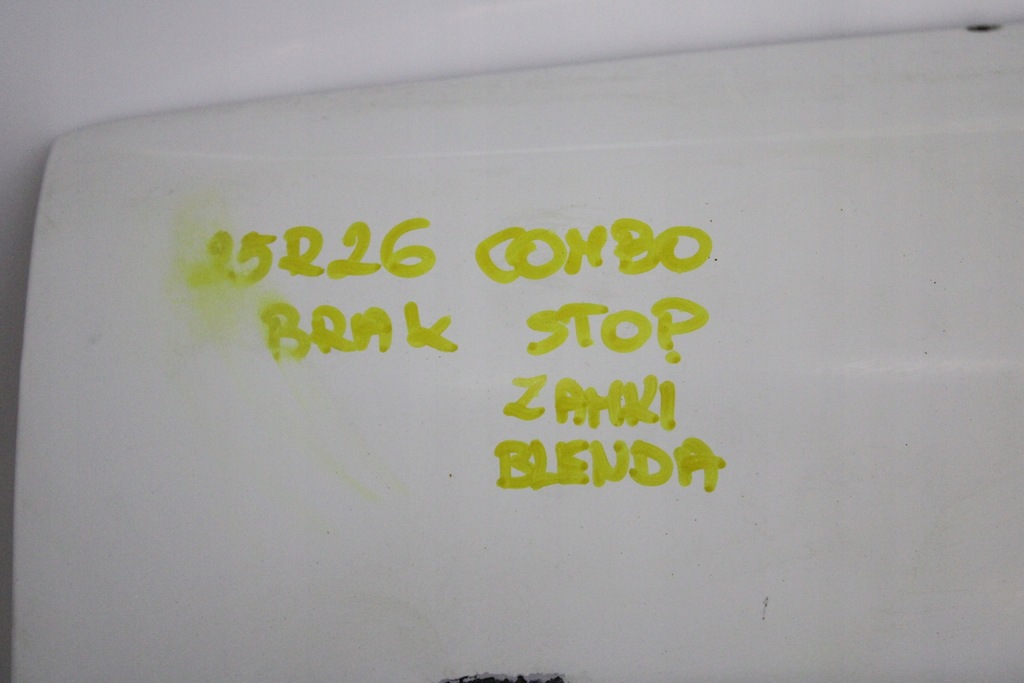 25R26 COMBO
BRAK STOP
ZAMKI
BLENDA